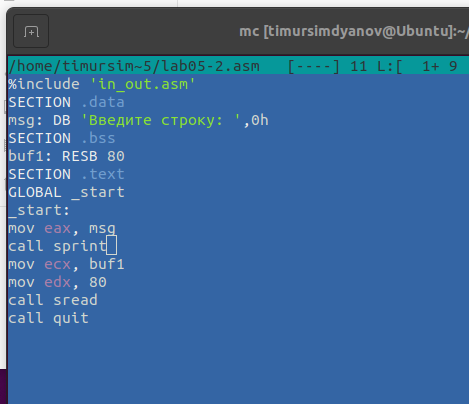 mc [timursimdyanov@Ubuntu]:~/
/home/timursim~5/lab05-2.asm [----] 11 L:[ 1+ 9
%include 'in_out.asm'
SECTION .data
msg: DB 'Введите строку: ',0h
SECTION .bss
buf1: RESB 80
SECTION .text
GLOBAL _start
_start:
mov eax, msg
call sprint
mov ecx, buf1
mov edx, 80
call sread
call quit